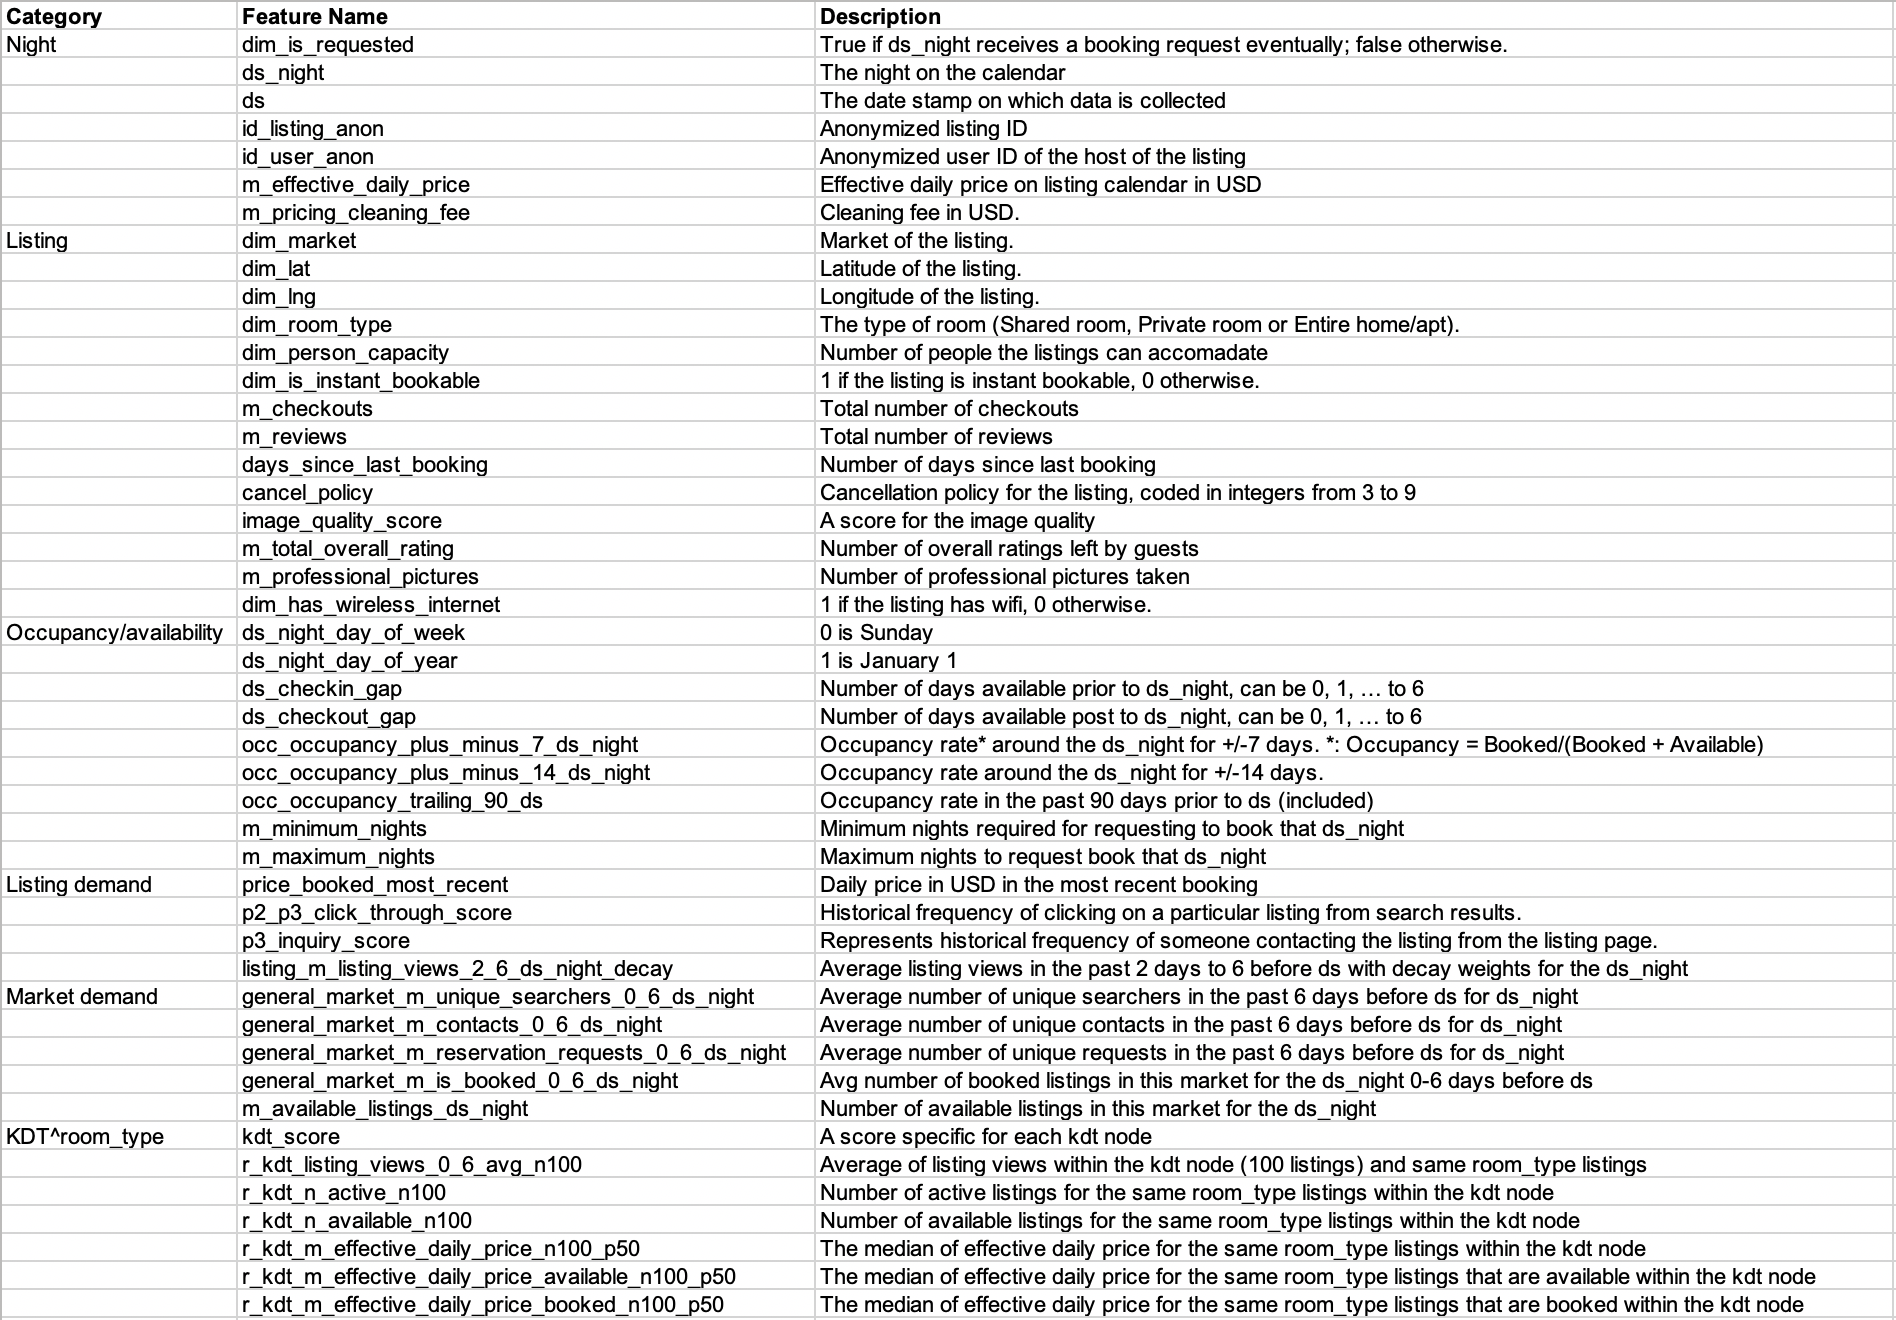 Category Feature Name Description
Night dim_is_requested True if ds_night receives a booking request eventually; false otherwise.
ds_night The night on the calendar
ds The date stamp on which data is collected
id_listing_anon Anonymized listing ID
id_user_anon Anonymized user ID of the host of the listing
m_effective_daily_price Effective daily price on listing calendar in USD
m_pricing_cleaning_fee Cleaning fee in USD.
Listing dim_market Market of the listing.
dim_lat Latitude of the listing.
dim_lng Longitude of the listing.
dim_room_type The type of room (Shared room, Private room or Entire home/apt).
dim_person_capacity Number of people the listings can accomadate
dim_is_instant_bookable 1 if the listing is instant bookable, 0 otherwise.
m_checkouts Total number of checkouts
m_reviews Total number of reviews
days_since_last_booking Number of days since last booking
cancel_policy Cancellation policy for the listing, coded in integers from 3 to 9
image_quality_score A score for the image quality
m_total_overall_rating Number of overall ratings left by guests
m_professional_pictures Number of professional pictures taken
dim_has_wireless_internet 1 if the listing has wifi, 0 otherwise.
Occupancy/availability ds_night_day_of_week 0 is Sunday
ds_night_day_of_year 1 is January 1
ds_checkin_gap Number of days available prior to ds_night, can be 0, 1, … to 6
ds_checkout_gap Number of days available post to ds_night, can be 0, 1, … to 6
occ_occupancy_plus_minus_7_ds_night Occupancy rate* around the ds_night for +/-7 days. *: Occupancy = Booked/(Booked + Available)
occ_occupancy_plus_minus_14_ds_night Occupancy rate around the ds_night for +/-14 days.
occ_occupancy_trailing_90_ds Occupancy rate in the past 90 days prior to ds (included)
m_minimum_nights Minimum nights required for requesting to book that ds_night
m_maximum_nights Maximum nights to request book that ds_night
Listing demand price_booked_most_recent Daily price in USD in the most recent booking
p2_p3_click_through_score Historical frequency of clicking on a particular listing from search results.
p3_inquiry_score Represents historical frequency of someone contacting the listing from the listing page.
listing_m_listing_views_2_6_ds_night_decay Average listing views in the past 2 days to 6 before ds with decay weights for the ds_night
Market demand general_market_m_unique_searchers_0_6_ds_night Average number of unique searchers in the past 6 days before ds for ds_night
general_market_m_contacts_0_6_ds_night Average number of unique contacts in the past 6 days before ds for ds_night
general_market_m_reservation_requests_0_6_ds_night Average number of unique requests in the past 6 days before ds for ds_night
general_market_m_is_booked_0_6_ds_night Avg number of booked listings in this market for the ds_night 0-6 days before ds
m_available_listings_ds_night Number of available listings in this market for the ds_night
KDT^room_type kdt_score A score specific for each kdt node
r_kdt_listing_views_0_6_avg_n100 Average of listing views within the kdt node (100 listings) and same room_type listings
r_kdt_n_active_n100 Number of active listings for the same room_type listings within the kdt node
r_kdt_n_available_n100 Number of available listings for the same room_type listings within the kdt node
r_kdt_m_effective_daily_price_n100_p50 The median of effective daily price for the same room_type listings within the kdt node
r_kdt_m_effective_daily_price_available_n100_p50 The median of effective daily price for the same room_type listings that are available within the kdt node
r_kdt_m_effective_daily_price_booked_n100_p50 The median of effective daily price for the same room_type listings that are booked within the kdt node